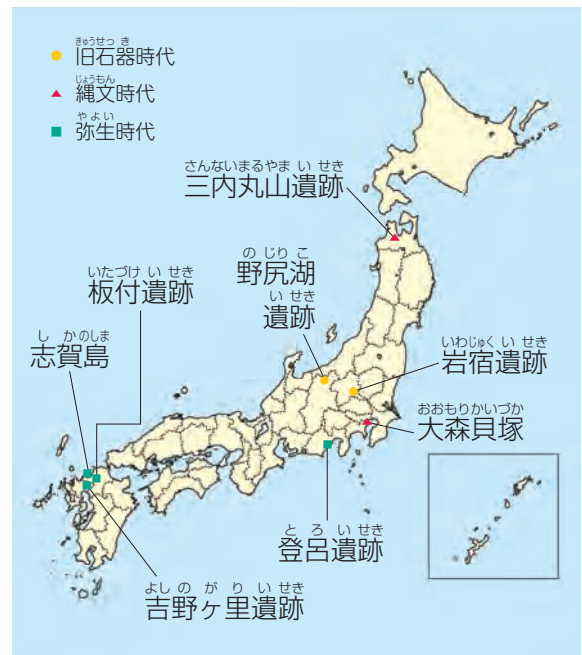 きゅうせっき
旧石器時代
じょうもん
縄文時代
やよい
弥生時代
さんないまるやまいせき
三内丸山遺跡
のじりこ
野尻湖
いせき
遺跡
いたづけいせき
板付遺跡
しかのしま
志賀島
いわじゅくいせき
岩宿遺跡
おおもりかいづか
大森貝塚
とろいせき
登呂遺跡
よしのがりいせき
吉野ヶ里遺跡